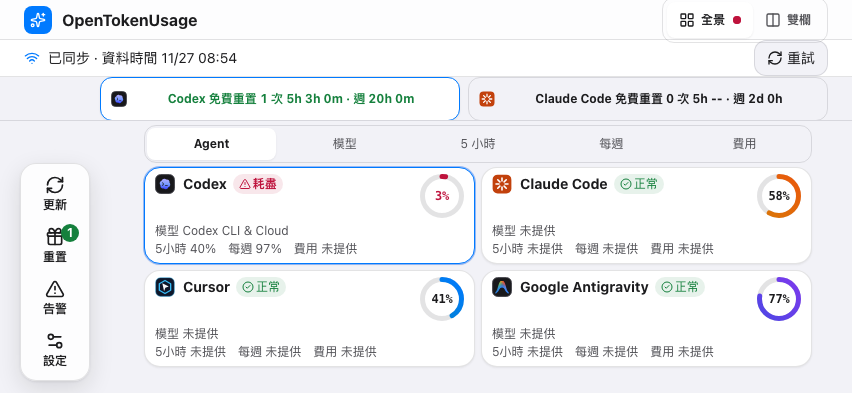 OpenTokenUsage
全景
雙欄
已同步 · 資料時間 11/27 08:54
重試
Codex 免費重置 1 次 5h 3h 0m · 週 20h 0m
Claude Code 免費重置 0 次 5h -- · 週 2d 0h
Agent
模型
5 小時
每週
費用
更新
重置
1
告警
設定
Codex
耗盡
3%
模型 Codex CLI & Cloud
5小時 40% 每週 97% 費用 未提供
Claude Code
正常
58%
模型 未提供
5小時 未提供 每週 未提供 費用 未提供
Cursor
正常
41%
模型 未提供
5小時 未提供 每週 未提供 費用 未提供
Google Antigravity
正常
77%
模型 未提供
5小時 未提供 每週 未提供 費用 未提供